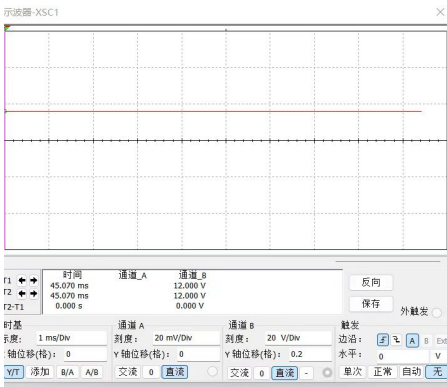 示波器-XSC1
时间 通道_A 通道_B
T1 45.070 ms 12.000 V
T2 45.070 ms 12.000 V
T2-T1 0.000 s 0.000 V
反向
保存
外触发
时基 通道 A 通道 B 触发
示度: 1 ms/Div 刻度: 20 mV/Div 刻度: 20 V/Div 边沿: A B Ext
轴位移(格): 0 Y 轴位移(格): 0 Y 轴位移(格): 0.2 水平: 0 V
Y/T 添加 B/A A/B 交流 0 直流 交流 0 直流 - 单次 正常 自动 无